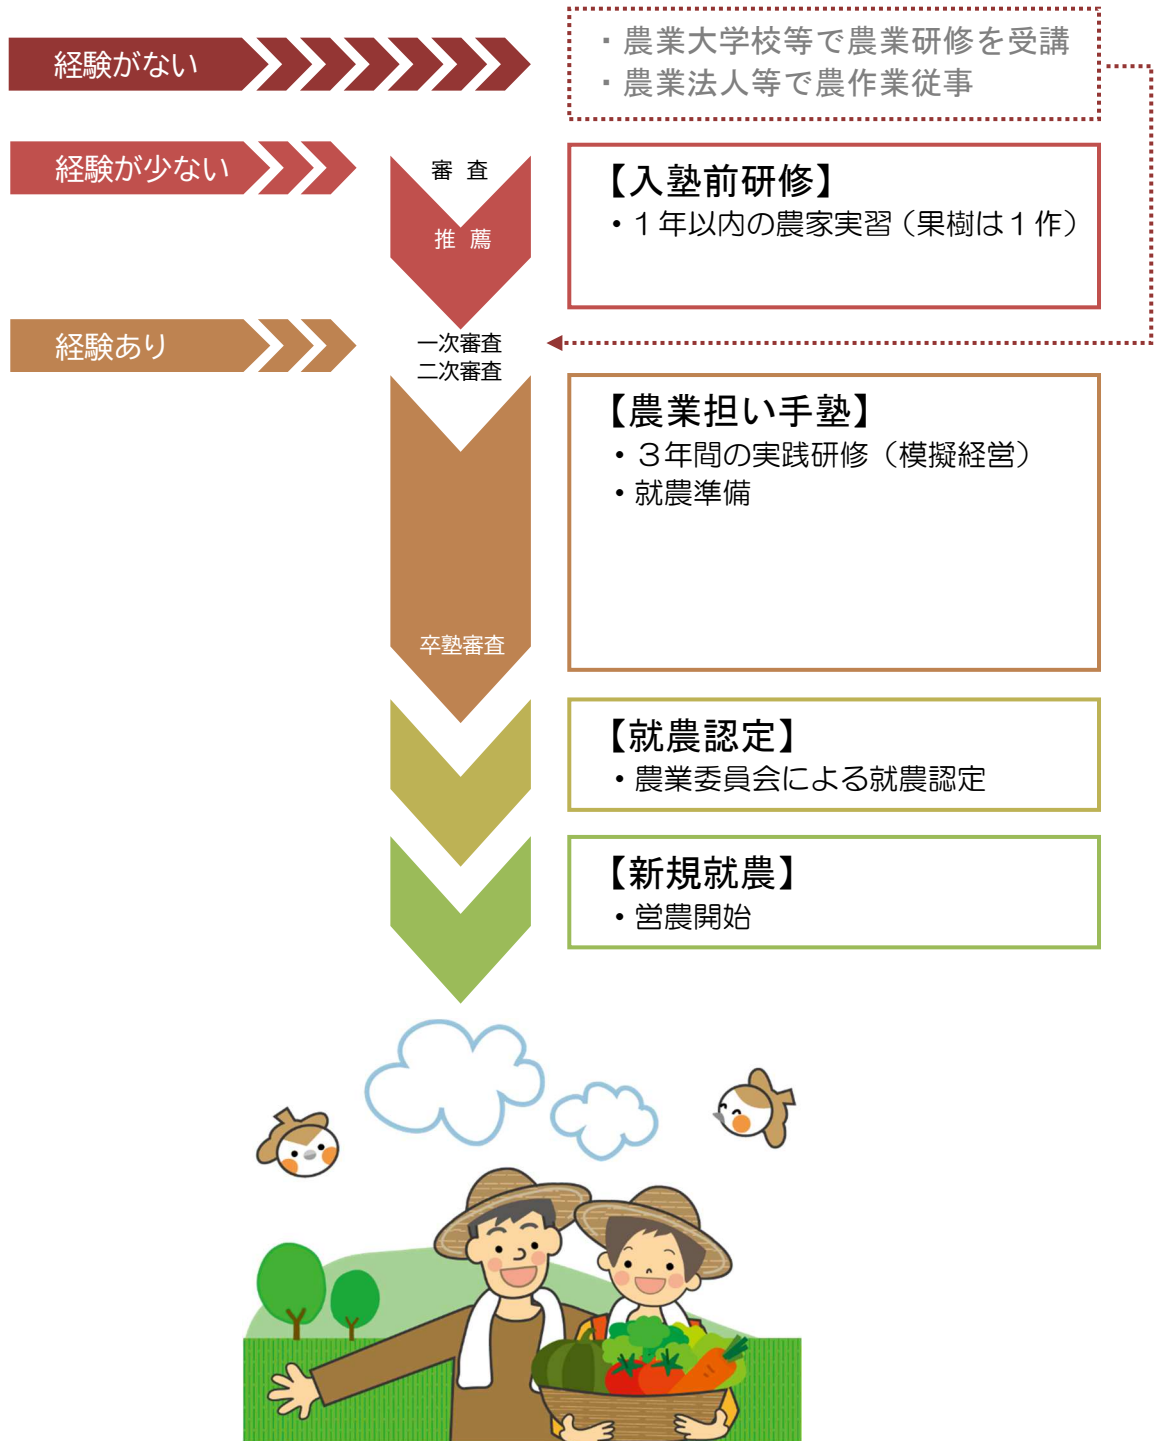 経験がない
・農業大学校等で農業研修を受講
・農業法人等で農作業従事
経験が少ない
審 査
推 薦
【入塾前研修】
・１年以内の農家実習（果樹は１作）
経験あり
一次審査
二次審査
【農業担い手塾】
・３年間の実践研修（模擬経営）
・就農準備
卒塾審査
【就農認定】
・農業委員会による就農認定
【新規就農】
・営農開始